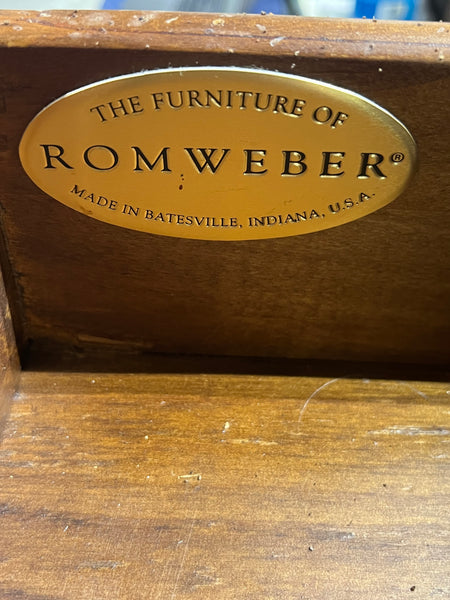 THE FURNITURE OF
ROMWEBER®
MADE IN BATESVILLE, INDIANA, U.S.A.